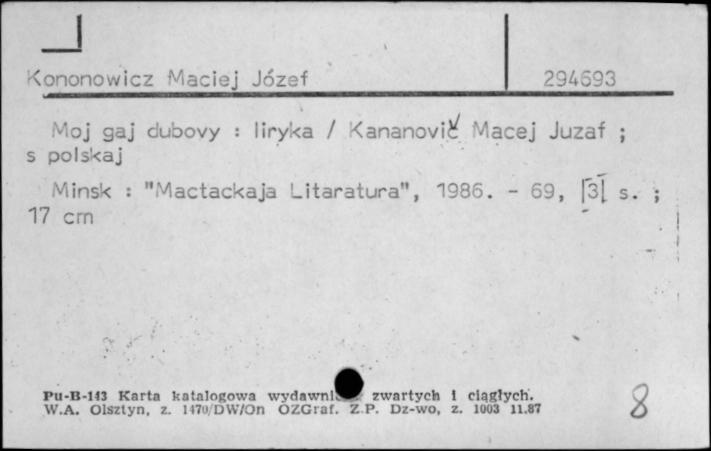 Kononowicz Maciej Józef 294693
Moj gaj dubovy : liryka / Kananovič Macej Juzaf ;
s polskaj
Minsk : "Mactackaja Litaratura", 1986. - 69, [3] s. ;
17 cm
Pu-B-143 Karta katalogowa wydawni zwartych i ciągłych.
W.A. Olsztyn, z. 1470/DW/On OZGraf. Z.P. Dz-wo, z. 1003 11.87
8